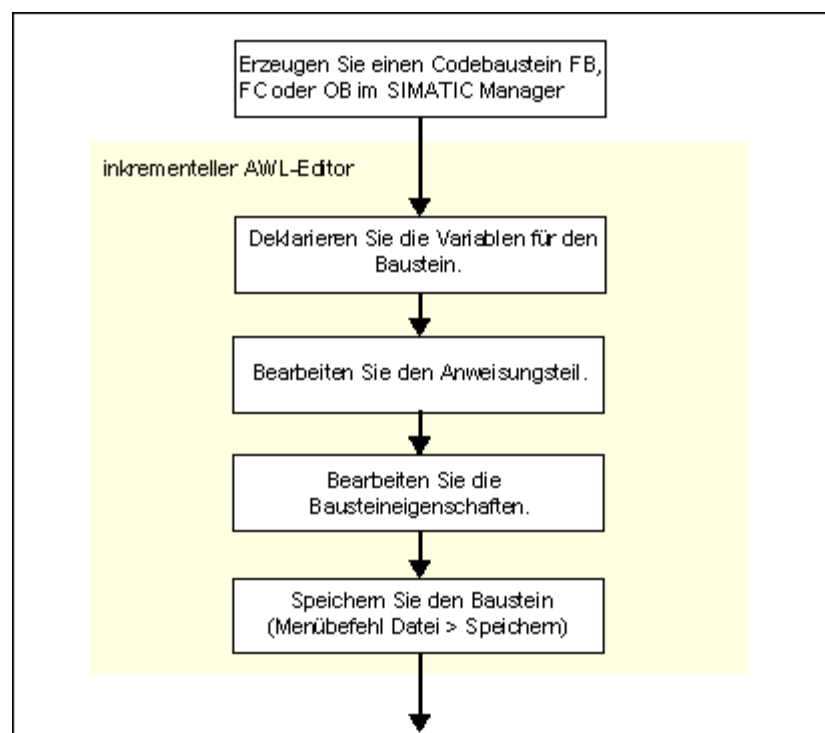 Erzeugen Sie einen Codebaustein FB,
FC oder OB im SIMATIC Manager
inkrementeller AWL-Editor
Deklarieren Sie die Variablen für den
Baustein.
Bearbeiten Sie den Anweisungsteil.
Bearbeiten Sie die
Bausteineigenschaften.
Speichern Sie den Baustein
(Menübefehl Datei > Speichern)